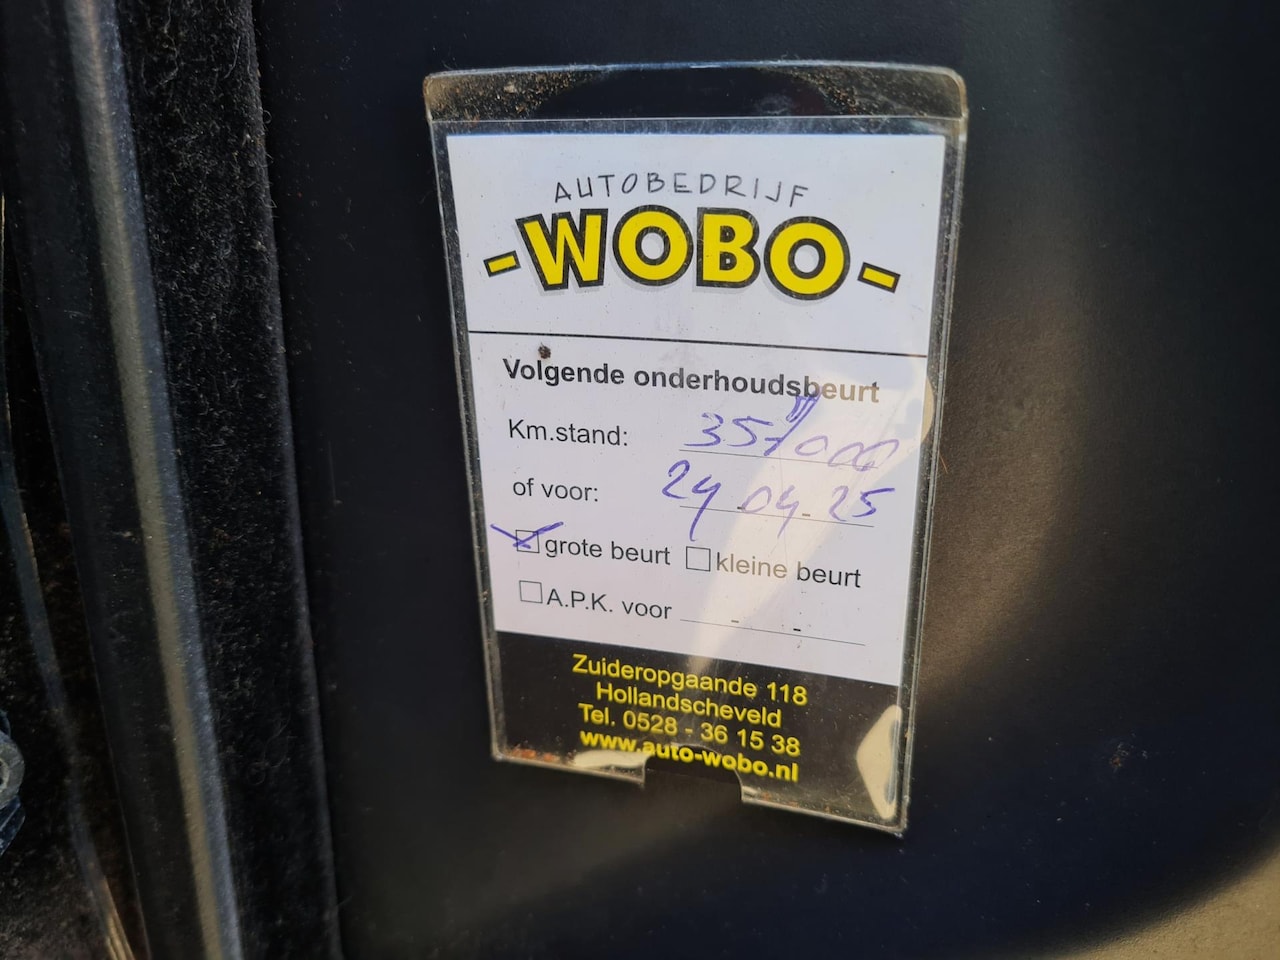 AUTOBEDRIJF
-WOBO-
Volgende onderhoudsbeurt
Km.stand:
of voor: 24-04-25
grote beurt kleine beurt
A.P.K. voor - -
Zuideropgaande 118
Hollandscheveld
Tel. 0528 - 36 15 38
www.auto-wobo.nl